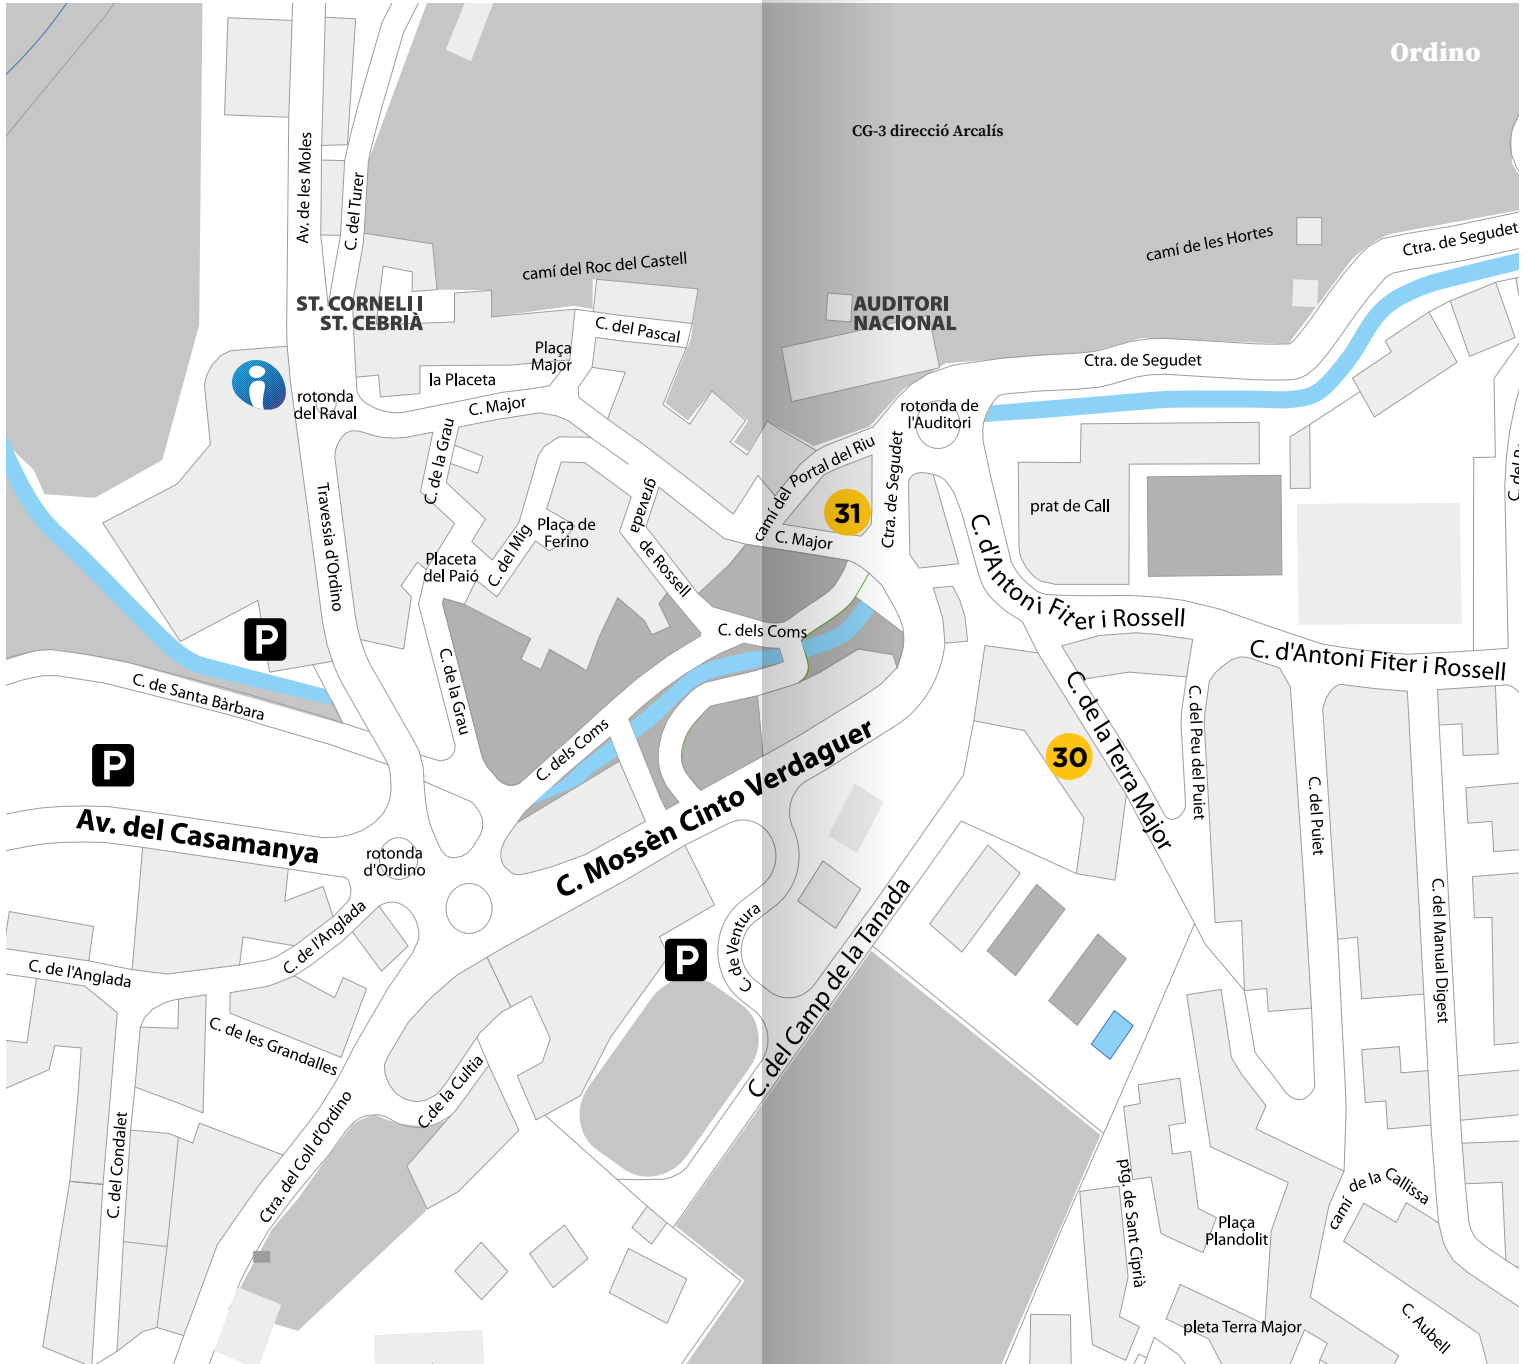 Ordino
CG-3 direcció Arcalís
Av. de les Moles
C. del Turer
camí de les Hortes
Ctra. de Segudet
camí del Roc del Castell
ST. CORNELI I
ST. CEBRIÀ
AUDITORI
NACIONAL
C. del Pascal
Plaça
Major
Ctra. de Segudet
la Placeta
rotonda
del Raval
C. Major
rotonda de
l'Auditori
C. de la Grau
camí del Portal del Riu
Ctra. de Segudet
gravada
de Rossell
Travessia d'Ordino
31
prat de Call
Plaça de
Ferino
C. Major
C. d'Antoni Fiter i Rossell
Placeta
del Paió
C. del Mig
C. dels Coms
P
C. d'Antoni Fiter i Rossell
C. de la Grau
C. de Santa Bàrbara
C. de la Terra Major
C. del Peu del Puiet
C. dels Coms
P
30
C. Mossèn Cinto Verdaguer
Av. del Casamanya
C. del Puiet
rotonda
d'Ordino
C. del Camp de la Tanada
C. del Manual Digest
C. de Ventura
C. de l'Anglada
P
C. de l'Anglada
C. de les Grandalles
C.de la Cultia
Ctra. del Coll d'Ordino
C. del Condalet
ptg. de Sant Ciprià
camí de la Callissa
Plaça
Plandolit
pleta Terra Major
C. Aubell